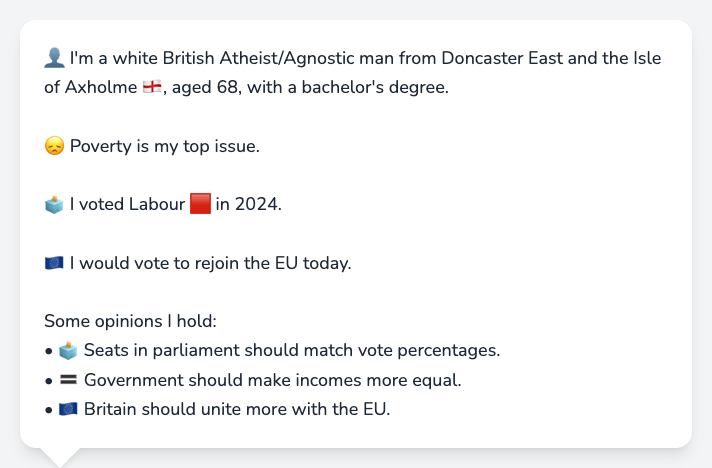 👤 I'm a white British Atheist/Agnostic man from Doncaster East and the Isle
of Axholme 🏴󠁧󠁢󠁥󠁮󠁧󠁿, aged 68, with a bachelor's degree.
😞 Poverty is my top issue.
🗳️ I voted Labour 🟥 in 2024.
🇪🇺 I would vote to rejoin the EU today.
Some opinions I hold:
• 🗳️ Seats in parliament should match vote percentages.
• 🟰 Government should make incomes more equal.
• 🇪🇺 Britain should unite more with the EU.